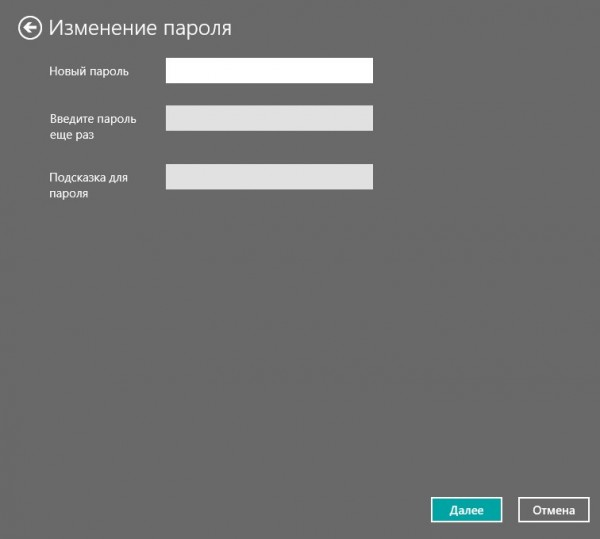 Изменение пароля
Новый пароль
Введите пароль
еще раз
Подсказка для
пароля
Далее
Отмена